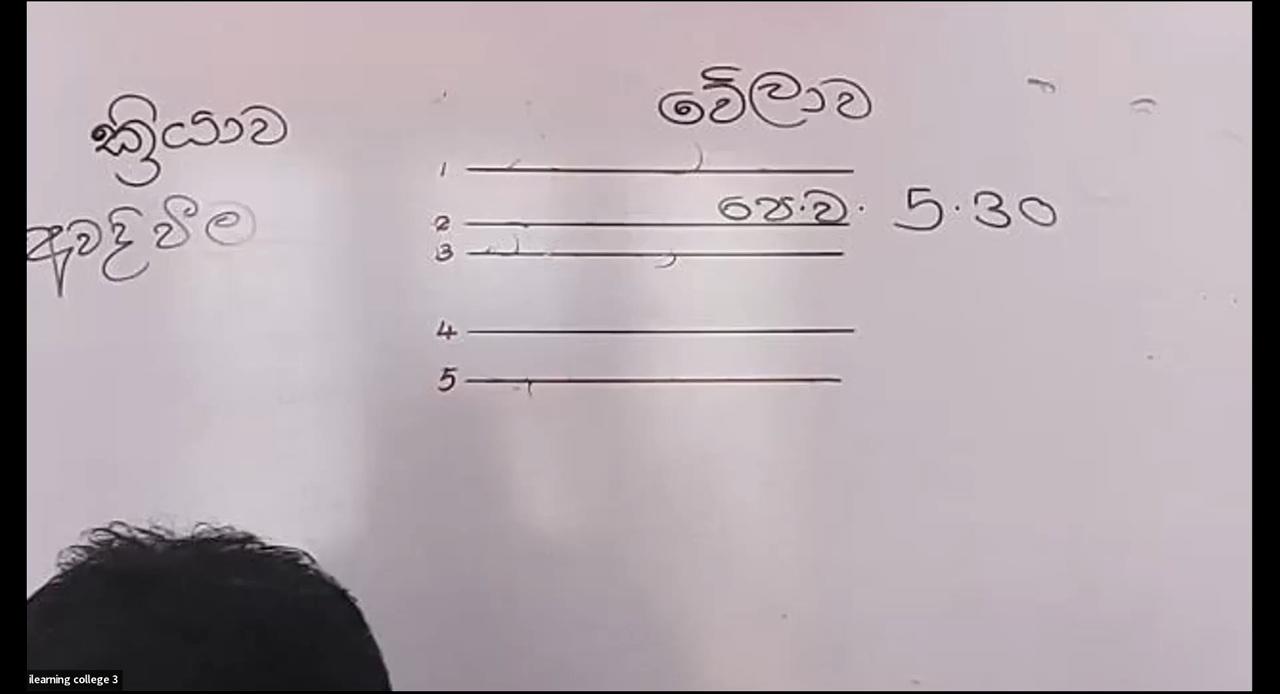 ක්‍රියාව
වේලාව
1
අවදි වීම
පෙ.ව. 5.30
2
3
4
5
ilearning college 3